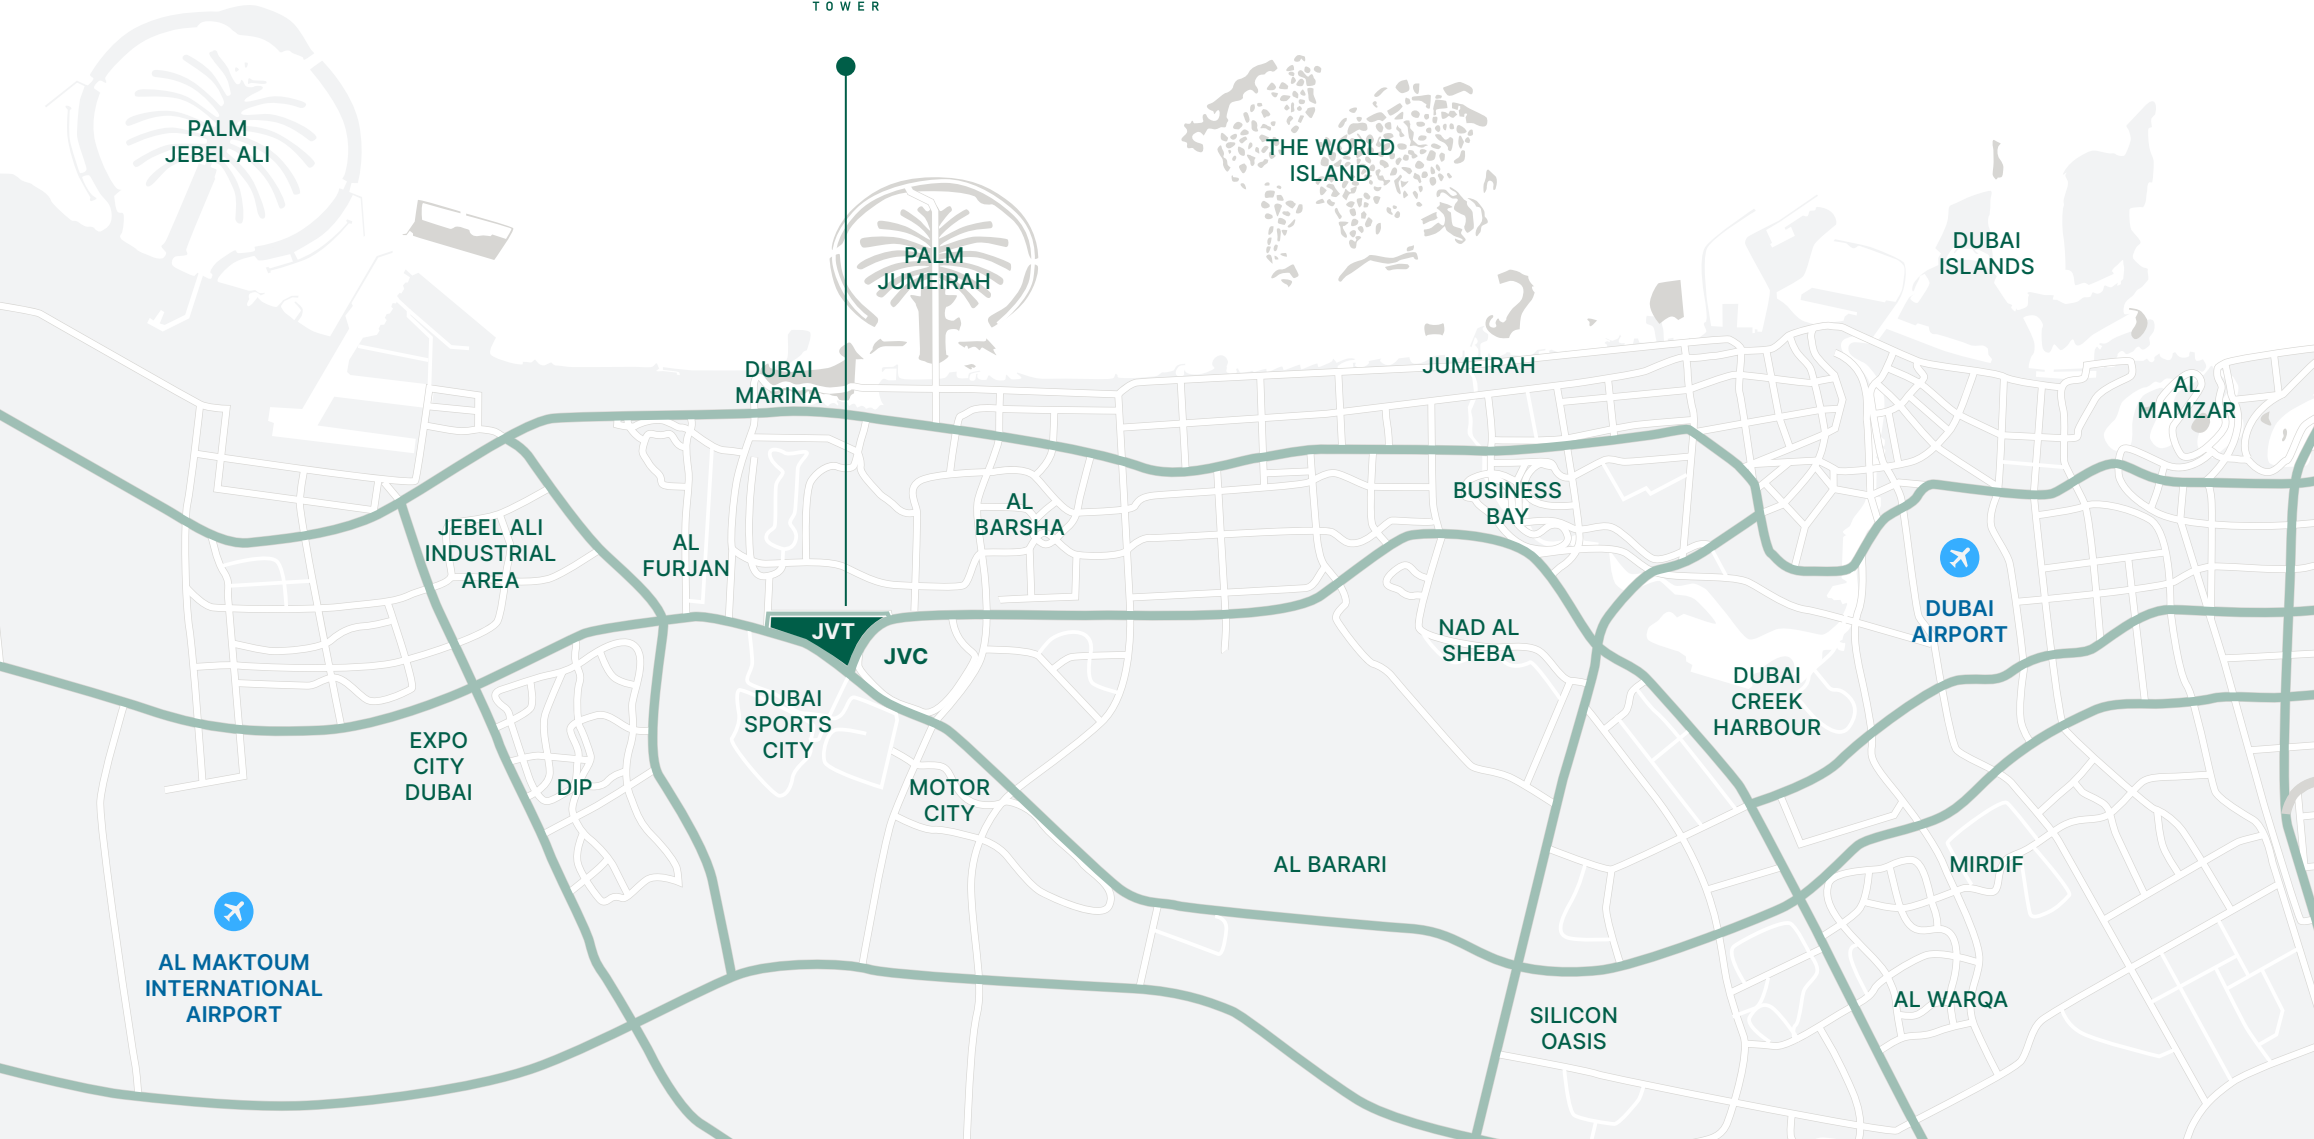 TOWER
PALM
JEBEL ALI
THE WORLD
ISLAND
PALM
JUMEIRAH
DUBAI
ISLANDS
DUBAI
MARINA
JUMEIRAH
AL
MAMZAR
JEBEL ALI
INDUSTRIAL
AREA
AL
FURJAN
AL
BARSHA
BUSINESS
BAY
DUBAI
AIRPORT
JVT
JVC
NAD AL
SHEBA
DUBAI
CREEK
HARBOUR
DUBAI
SPORTS
CITY
EXPO
CITY
DUBAI
DIP
MOTOR
CITY
AL BARARI
MIRDIF
AL MAKTOUM
INTERNATIONAL
AIRPORT
SILICON
OASIS
AL WARQA